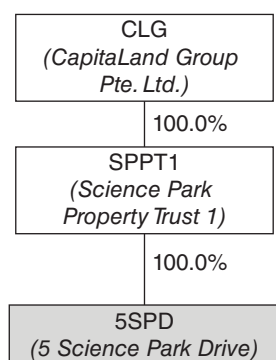 CLG
(CapitaLand Group
Pte. Ltd.)
100.0%
SPPT1
(Science Park
Property Trust 1)
100.0%
5SPD
(5 Science Park Drive)